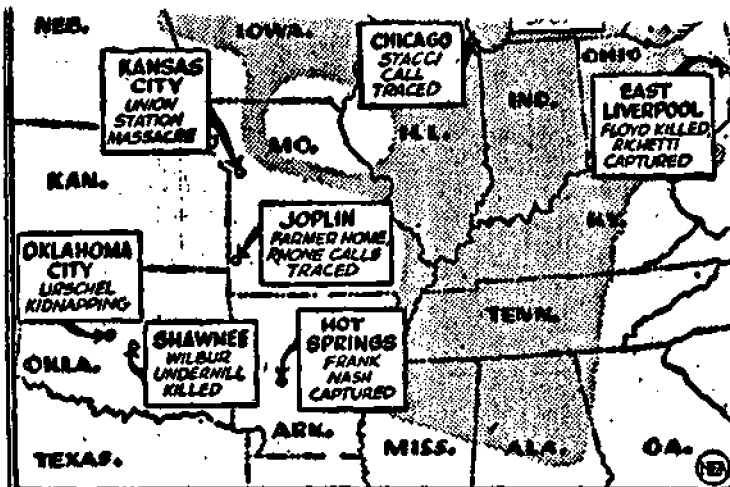 NEB.
IOWA.
CHICAGO
STACCI
CALL
TRACED
OHIO
KANSAS
CITY
UNION
STATION
MASSACRE
IND.
EAST
LIVERPOOL
FLOYD KILLED,
RICHETTI
CAPTURED
MO.
ILL.
KAN.
KY.
JOPLIN
FARMER HOME,
PHONE CALLS
TRACED
OKLAHOMA
CITY
URSCHEL
KIDNAPPING
TENN.
HOT
SPRINGS
FRANK
NASH
CAPTURED
SHAWNEE
WILBUR
UNDERHILL
KILLED
OKLA.
ARK.
MISS.
ALA.
GA.
TEXAS.
NEA